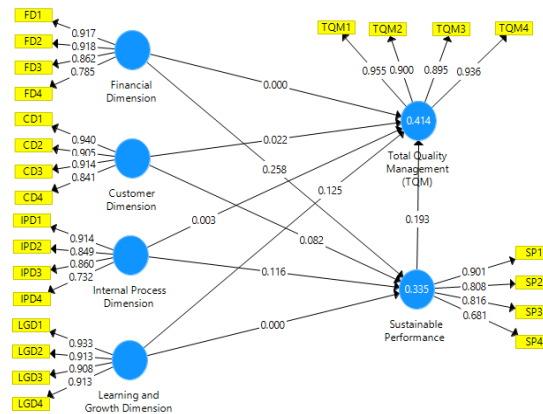 FD1
FD2
FD3
FD4
0.917
0.918
0.862
0.785
Financial
Dimension
CD1
CD2
CD3
CD4
0.940
0.905
0.914
0.841
Customer
Dimension
IPD1
IPD2
IPD3
IPD4
0.914
0.849
0.860
0.732
Internal Process
Dimension
LGD1
LGD2
LGD3
LGD4
0.933
0.913
0.908
0.913
Learning and
Growth Dimension
0.000
0.022
0.258
0.125
0.003
0.082
0.116
0.000
0.193
TQM1
TQM2
TQM3
TQM4
0.955
0.900
0.895
0.936
0.414
Total Quality
Management
(TQM)
0.335
Sustainable
Performance
0.901
0.808
0.816
0.681
SP1
SP2
SP3
SP4